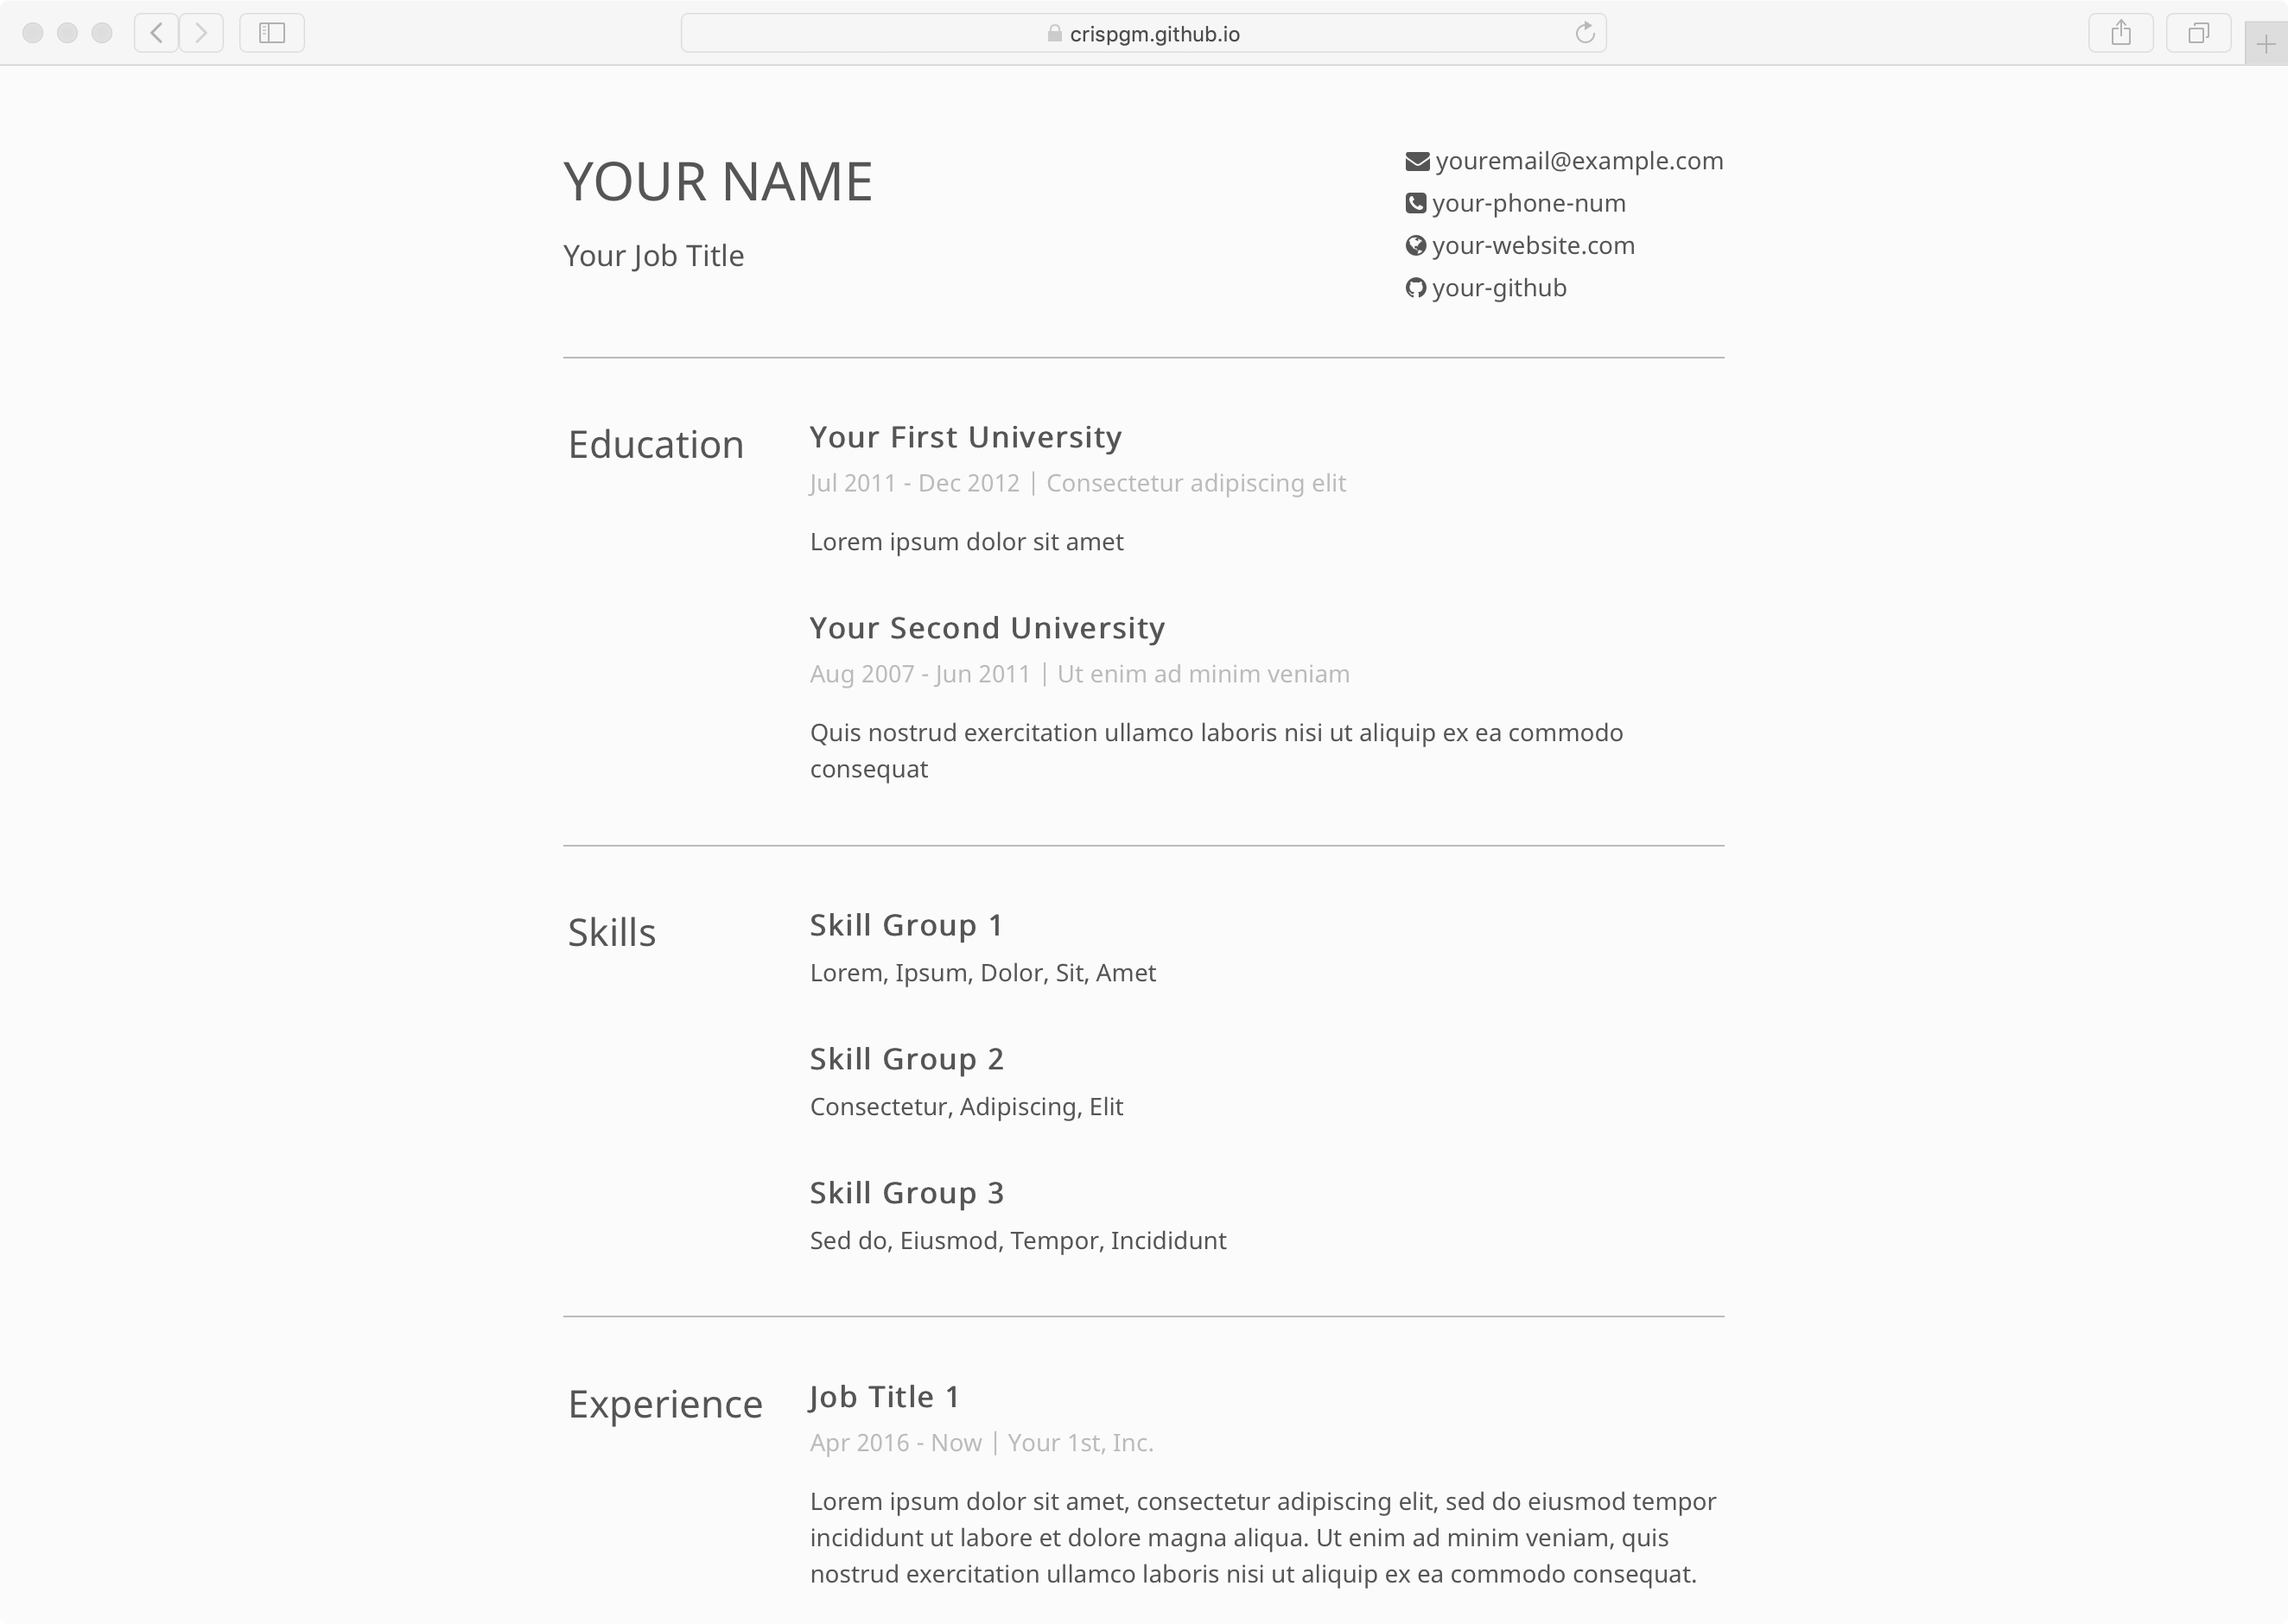 crispgm.github.io
YOUR NAME
Your Job Title
youremail@example.com
your-phone-num
your-website.com
your-github
Education
Your First University
Jul 2011 - Dec 2012 | Consectetur adipiscing elit
Lorem ipsum dolor sit amet
Your Second University
Aug 2007 - Jun 2011 | Ut enim ad minim veniam
Quis nostrud exercitation ullamco laboris nisi ut aliquip ex ea commodo
consequat
Skills
Skill Group 1
Lorem, Ipsum, Dolor, Sit, Amet
Skill Group 2
Consectetur, Adipiscing, Elit
Skill Group 3
Sed do, Eiusmod, Tempor, Incididunt
Experience
Job Title 1
Apr 2016 - Now | Your 1st, Inc.
Lorem ipsum dolor sit amet, consectetur adipiscing elit, sed do eiusmod tempor
incididunt ut labore et dolore magna aliqua. Ut enim ad minim veniam, quis
nostrud exercitation ullamco laboris nisi ut aliquip ex ea commodo consequat.